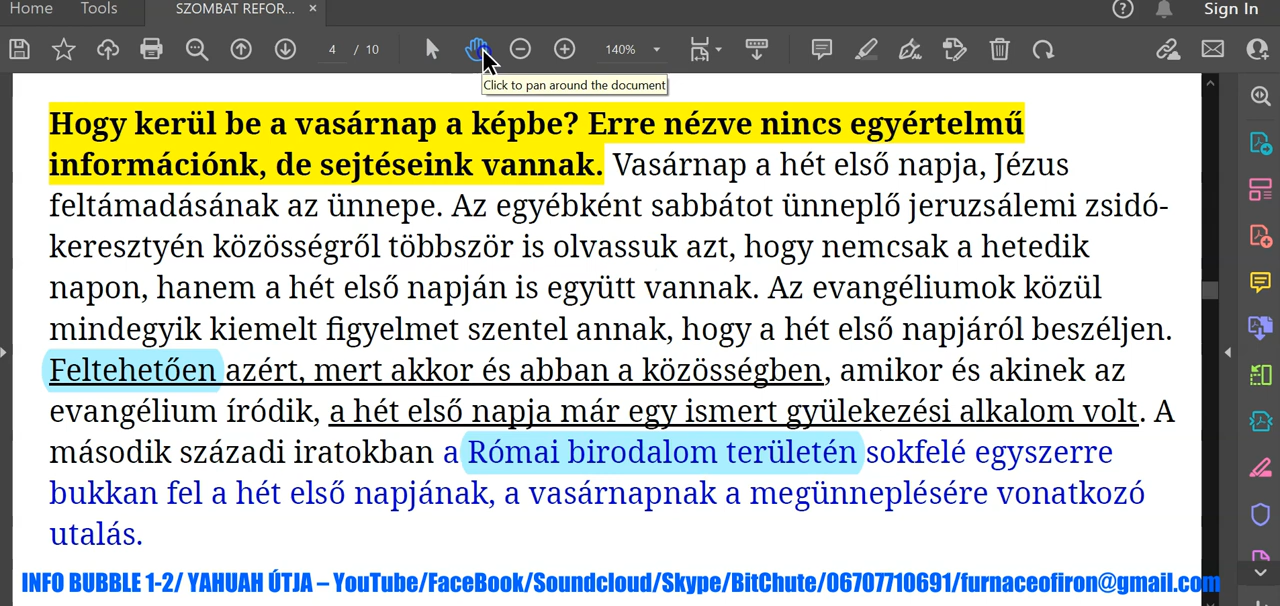 Home Tools SZOMBAT REFOR... × Sign In
4 / 10 140%
Click to pan around the document
Hogy kerül be a vasárnap a képbe? Erre nézve nincs egyértelmű
információnk, de sejtéseink vannak. Vasárnap a hét első napja, Jézus
feltámadásának az ünnepe. Az egyébként sabbátot ünneplő jeruzsálemi zsidó-
keresztyén közösségről többször is olvassuk azt, hogy nemcsak a hetedik
napon, hanem a hét első napján is együtt vannak. Az evangéliumok közül
mindegyik kiemelt figyelmet szentel annak, hogy a hét első napjáról beszéljen.
Feltehetően azért, mert akkor és abban a közösségben, amikor és akinek az
evangélium íródik, a hét első napja már egy ismert gyülekezési alkalom volt. A
második századi iratokban a Római birodalom területén sokfelé egyszerre
bukkan fel a hét első napjának, a vasárnapnak a megünneplésére vonatkozó
utalás.
INFO BUBBLE 1-2/ YAHUAH ÚTJA – YouTube/FaceBook/Soundcloud/Skype/BitChute/06707710691/furnaceofiron@gmail.com